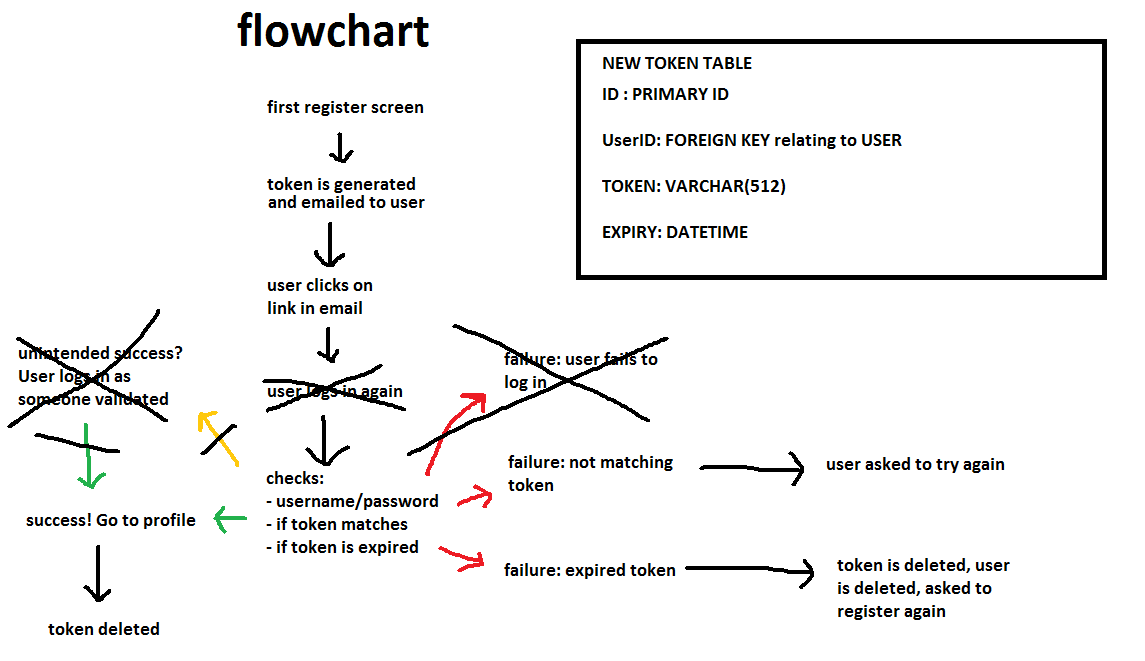 flowchart
NEW TOKEN TABLE
ID : PRIMARY ID
UserID: FOREIGN KEY relating to USER
TOKEN: VARCHAR(512)
EXPIRY: DATETIME
first register screen
token is generated
and emailed to user
user clicks on
link in email
unintended success?
User logs in as
someone validated
user logs in again
failure: user fails to
log in
checks:
- username/password
- if token matches
- if token is expired
failure: not matching
token
user asked to try again
success! Go to profile
failure: expired token
token is deleted, user
is deleted, asked to
register again
token deleted